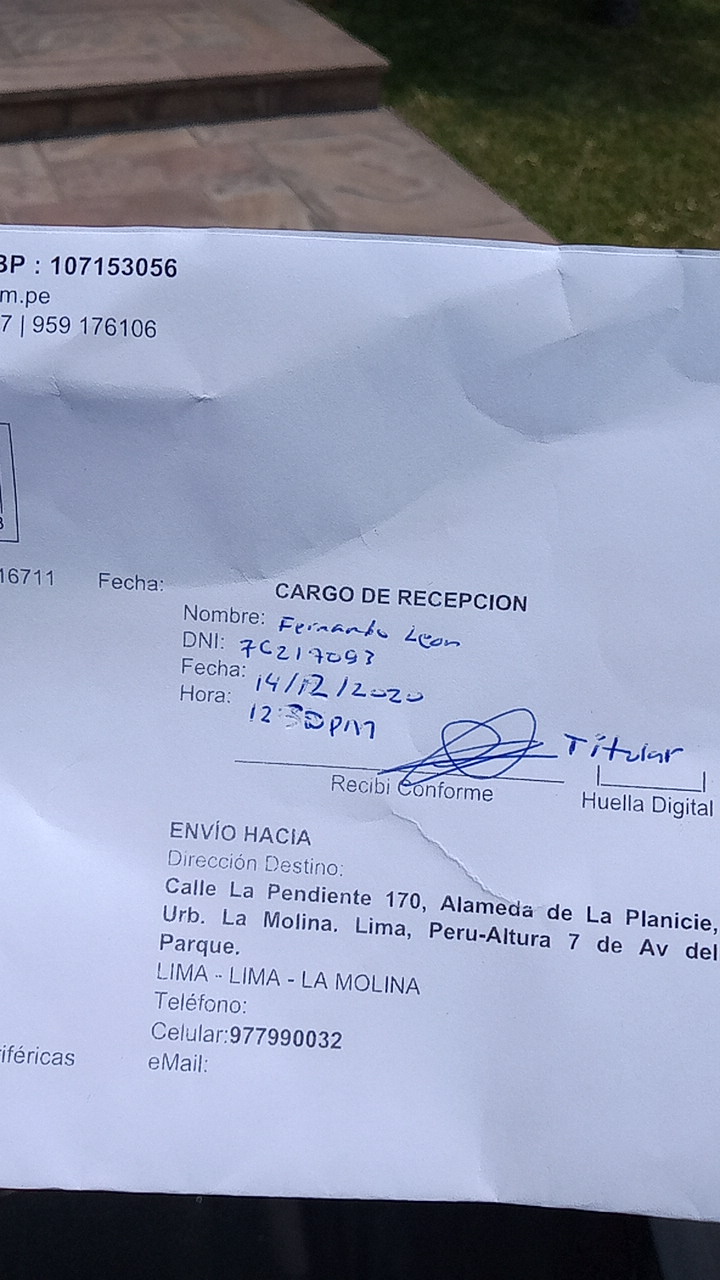 BP : 107153056
m.pe
7 | 959 176106
16711 Fecha:
CARGO DE RECEPCION
Nombre: Fernando Leon
DNI: 76217093
Fecha: 14/12/2020
Hora: 12:30PM
Titular
Recibi Conforme
Huella Digital
ENVÍO HACIA
Dirección Destino:
Calle La Pendiente 170, Alameda de La Planicie,
Urb. La Molina. Lima, Peru-Altura 7 de Av del
Parque.
LIMA - LIMA - LA MOLINA
Teléfono:
Celular:977990032
iféricas
eMail: